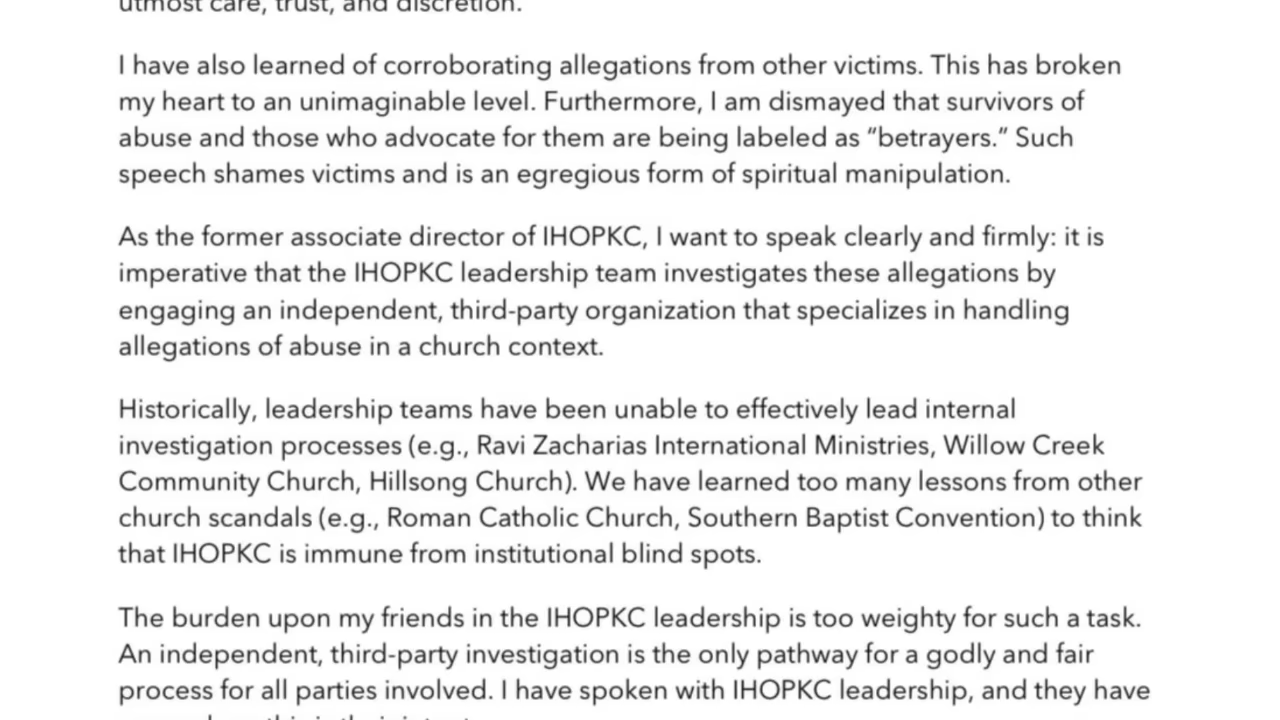 utmost care, trust, and discretion.
I have also learned of corroborating allegations from other victims. This has broken
my heart to an unimaginable level. Furthermore, I am dismayed that survivors of
abuse and those who advocate for them are being labeled as “betrayers.” Such
speech shames victims and is an egregious form of spiritual manipulation.
As the former associate director of IHOPKC, I want to speak clearly and firmly: it is
imperative that the IHOPKC leadership team investigates these allegations by
engaging an independent, third-party organization that specializes in handling
allegations of abuse in a church context.
Historically, leadership teams have been unable to effectively lead internal
investigation processes (e.g., Ravi Zacharias International Ministries, Willow Creek
Community Church, Hillsong Church). We have learned too many lessons from other
church scandals (e.g., Roman Catholic Church, Southern Baptist Convention) to think
that IHOPKC is immune from institutional blind spots.
The burden upon my friends in the IHOPKC leadership is too weighty for such a task.
An independent, third-party investigation is the only pathway for a godly and fair
process for all parties involved. I have spoken with IHOPKC leadership, and they have